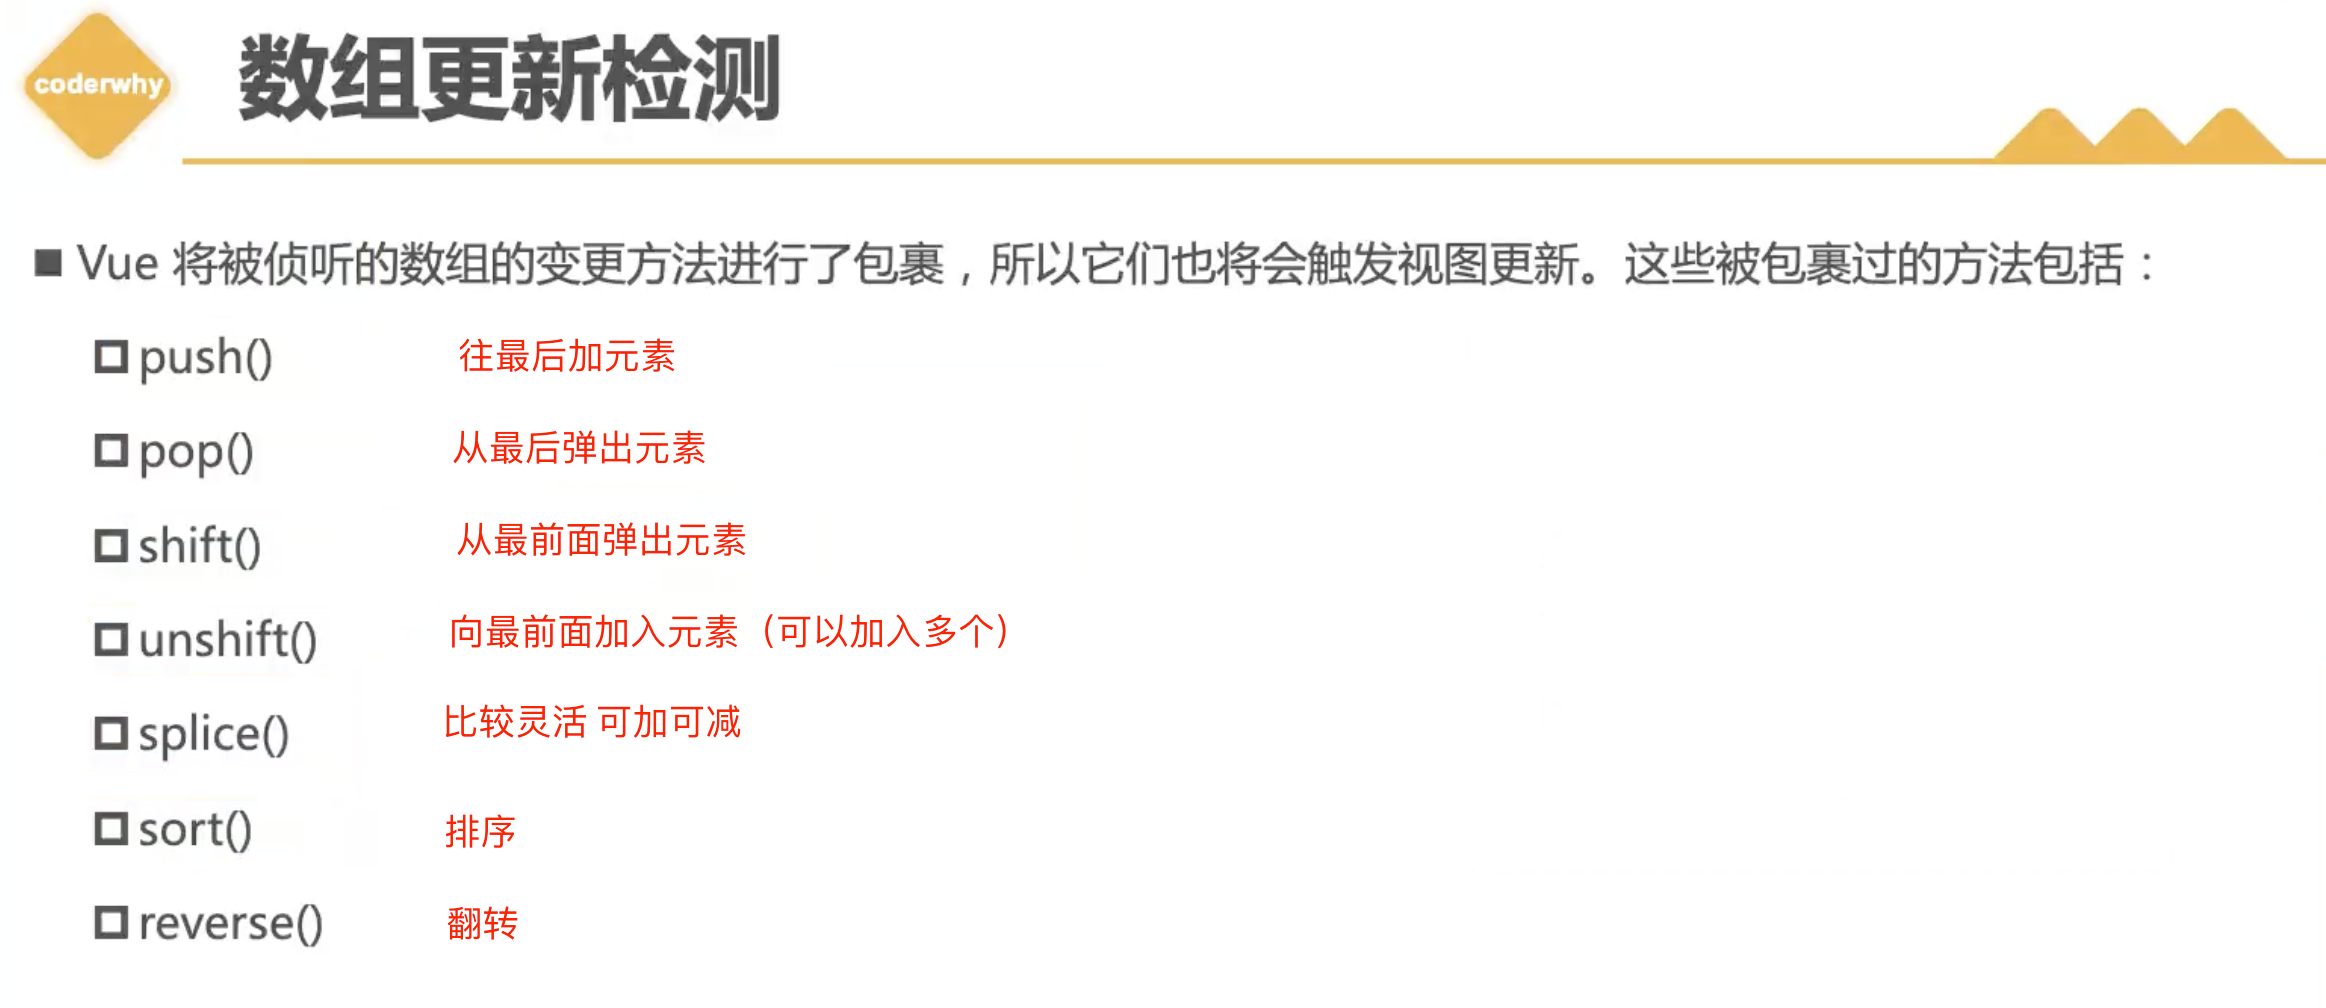 coderwhy
数组更新检测
Vue 将被侦听的数组的变更方法进行了包裹，所以它们也将会触发视图更新。这些被包裹过的方法包括：
push() 往最后加元素
pop() 从最后弹出元素
shift() 从最前面弹出元素
unshift() 向最前面加入元素（可以加入多个）
splice() 比较灵活 可加可减
sort() 排序
reverse() 翻转